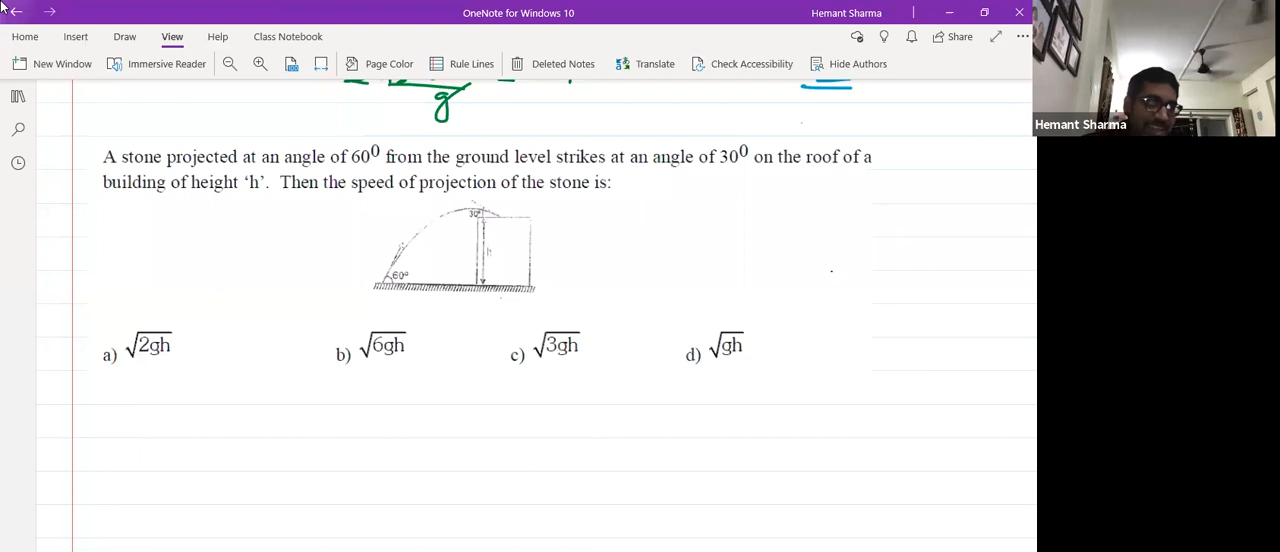 OneNote for Windows 10
Hemant Sharma
Home Insert Draw View Help Class Notebook
Share
New Window Immersive Reader Page Color Rule Lines Deleted Notes Translate Check Accessibility Hide Authors
Hemant Sharma
g
A stone projected at an angle of 60⁰ from the ground level strikes at an angle of 30⁰ on the roof of a
building of height ‘h’. Then the speed of projection of the stone is:
30°
h
60°
a) √2gh b) √6gh c) √3gh d) √gh